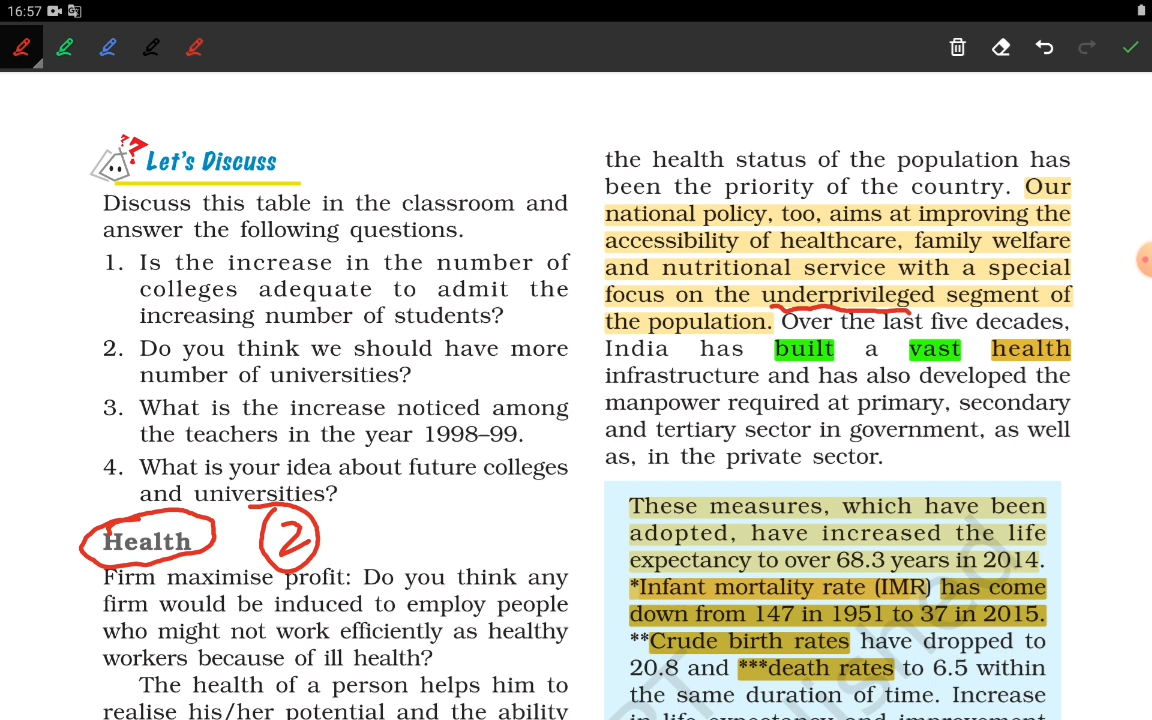 16:57
Let's Discuss
Discuss this table in the classroom and
answer the following questions.
1. Is the increase in the number of
colleges adequate to admit the
increasing number of students?
2. Do you think we should have more
number of universities?
3. What is the increase noticed among
the teachers in the year 1998–99.
4. What is your idea about future colleges
and universities?
Health
2
Firm maximise profit: Do you think any
firm would be induced to employ people
who might not work efficiently as healthy
workers because of ill health?
The health of a person helps him to
realise his/her potential and the ability
the health status of the population has
been the priority of the country. Our
national policy, too, aims at improving the
accessibility of healthcare, family welfare
and nutritional service with a special
focus on the underprivileged segment of
the population. Over the last five decades,
India has built a vast health
infrastructure and has also developed the
manpower required at primary, secondary
and tertiary sector in government, as well
as, in the private sector.
These measures, which have been
adopted, have increased the life
expectancy to over 68.3 years in 2014.
*Infant mortality rate (IMR) has come
down from 147 in 1951 to 37 in 2015.
**Crude birth rates have dropped to
20.8 and ***death rates to 6.5 within
the same duration of time. Increase
in life expectancy and improvement